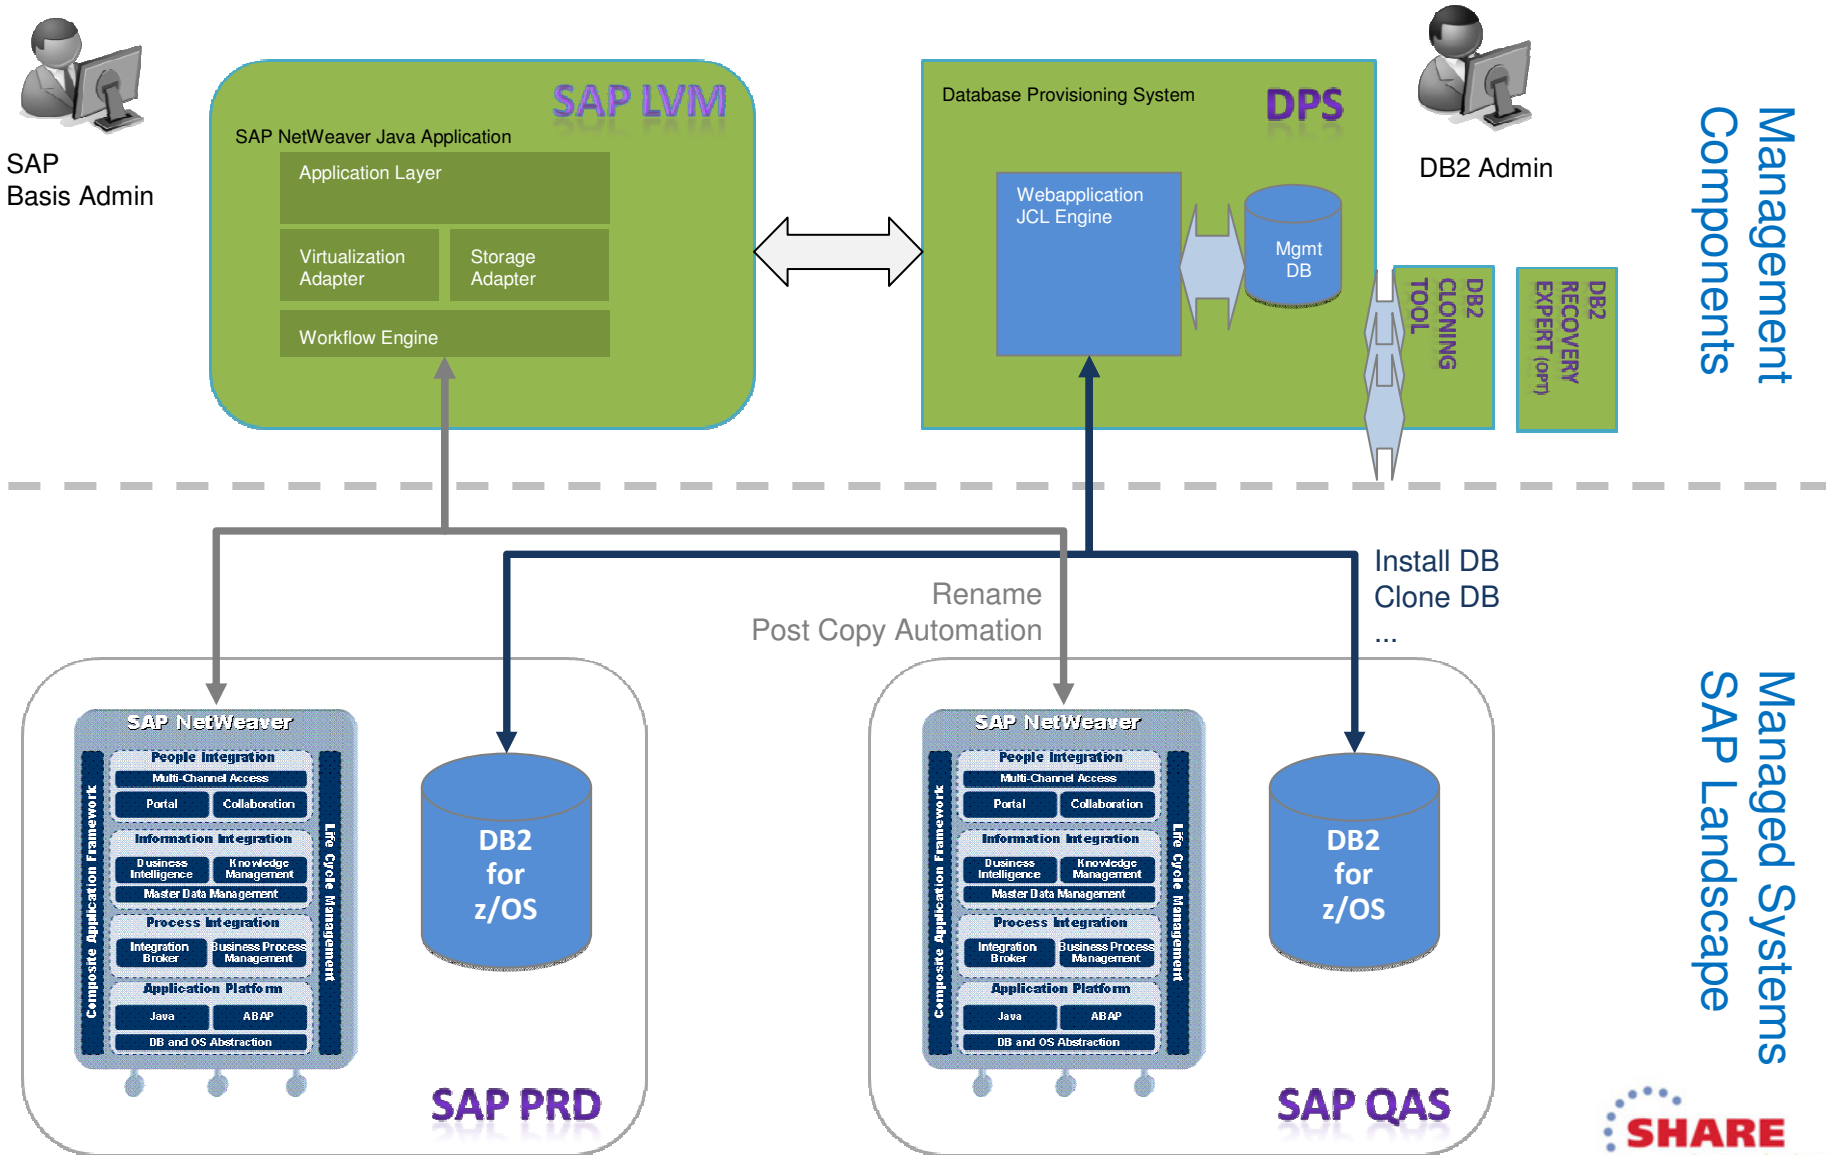 SAP
Basis Admin
SAP LVM
SAP NetWeaver Java Application
Application Layer
Virtualization
Adapter
Storage
Adapter
Workflow Engine
Database Provisioning System
DPS
Webapplication
JCL Engine
Mgmt
DB
DB2 Admin
DB2
CLONING
TOOL
DB2
RECOVERY
EXPERT (OPT)
Management
Components
Rename
Post Copy Automation
Install DB
Clone DB
...
SAP NetWeaver
Composite Application Framework
People Integration
Multi-Channel Access
Portal
Collaboration
Information Integration
Business
Intelligence
Knowledge
Management
Master Data Management
Process Integration
Integration
Broker
Business Process
Management
Application Platform
Java
ABAP
DB and OS Abstraction
Life Cycle Management
DB2
for
z/OS
SAP PRD
SAP NetWeaver
Composite Application Framework
People Integration
Multi-Channel Access
Portal
Collaboration
Information Integration
Business
Intelligence
Knowledge
Management
Master Data Management
Process Integration
Integration
Broker
Business Process
Management
Application Platform
Java
ABAP
DB and OS Abstraction
Life Cycle Management
DB2
for
z/OS
SAP QAS
Managed Systems
SAP Landscape
SHARE